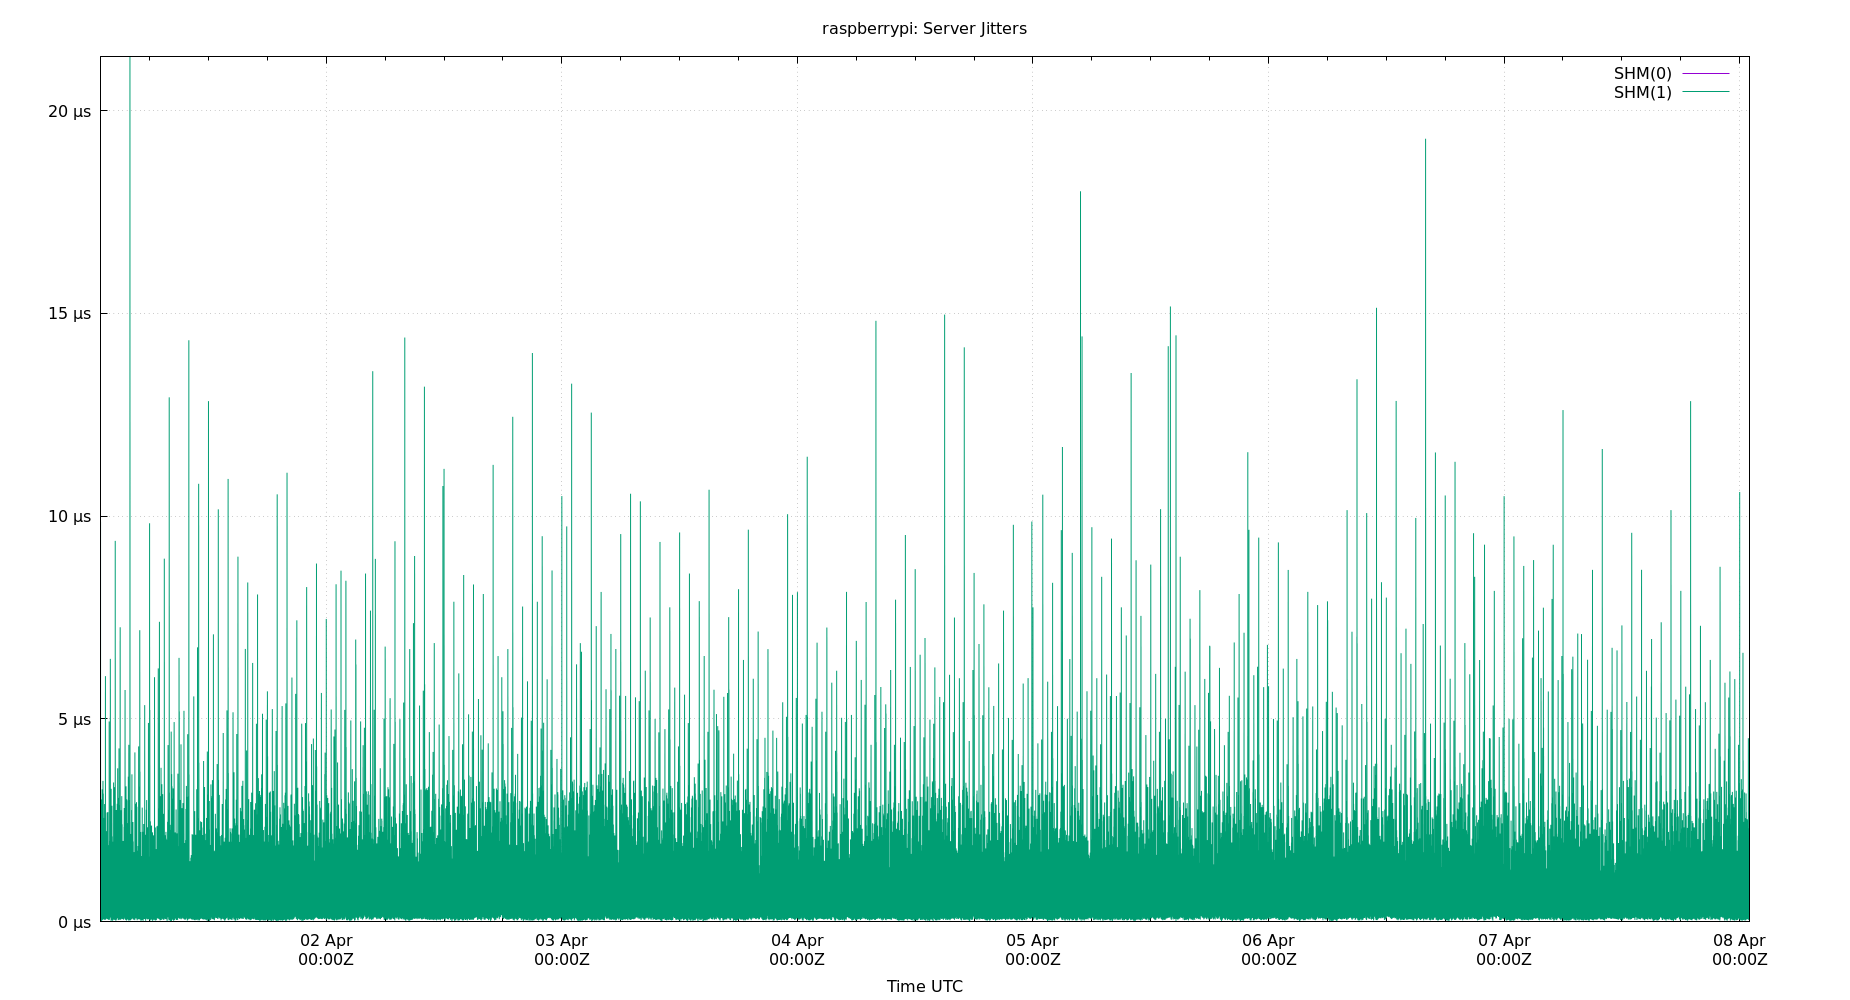 raspberrypi: Server Jitters
SHM(0)
SHM(1)
20 μs
15 μs
10 μs
5 μs
0 μs
02 Apr
00:00Z
03 Apr
00:00Z
04 Apr
00:00Z
05 Apr
00:00Z
06 Apr
00:00Z
07 Apr
00:00Z
08 Apr
00:00Z
Time UTC